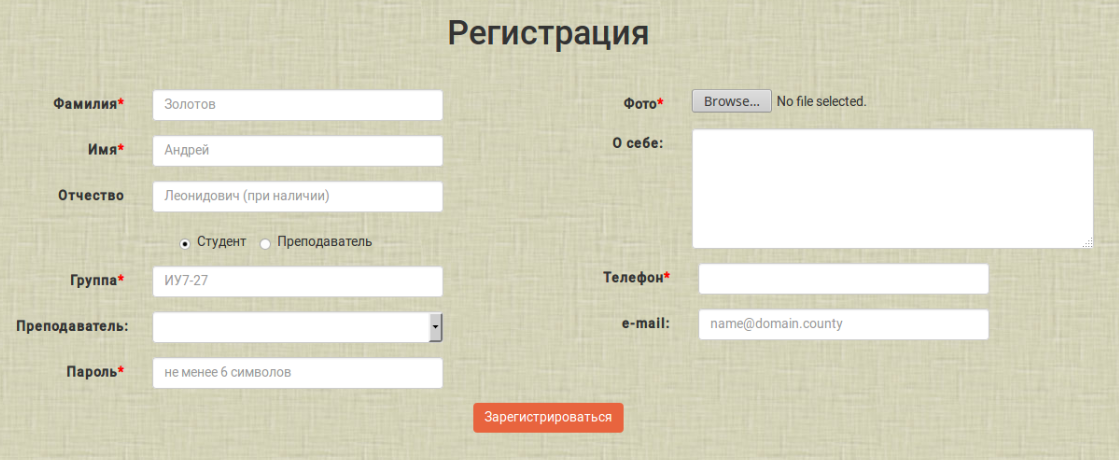 Регистрация
Фамилия*
Золотов
Имя*
Андрей
Отчество
Леонидович (при наличии)
Студент Преподаватель
Группа*
ИУ7-27
Преподаватель:
Пароль*
не менее 6 символов
Фото*
Browse... No file selected.
О себе:
Телефон*
e-mail:
name@domain.county
Зарегистрироваться